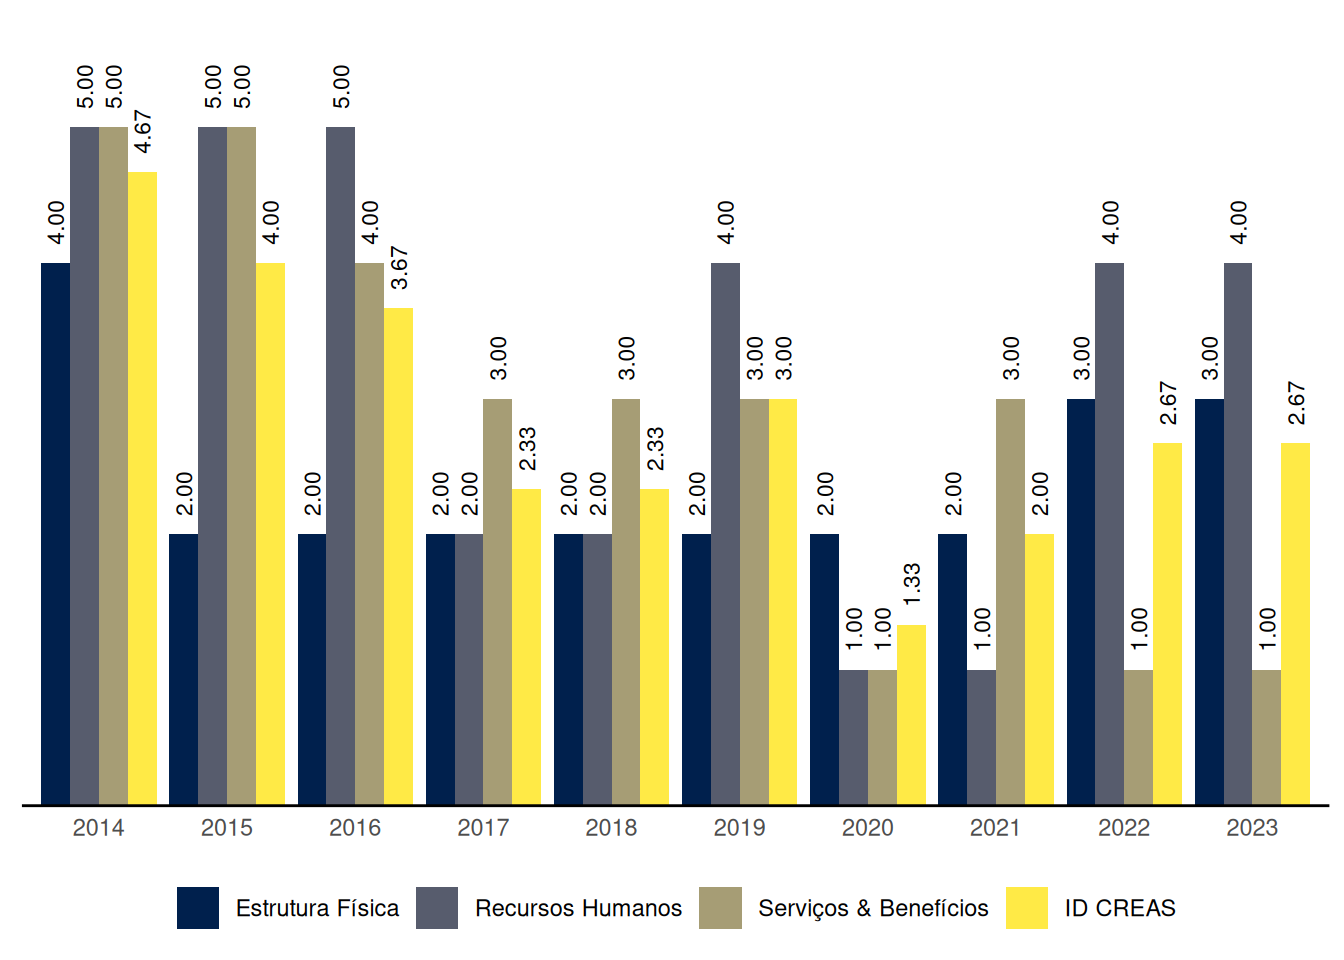 4.00 5.00 5.00 4.67 2.00 5.00 5.00 4.00 2.00 5.00 4.00 3.67 2.00 2.00 3.00 2.33 2.00 2.00 3.00 2.33 2.00 4.00 3.00 3.00 2.00 1.00 1.00 1.33 2.00 1.00 3.00 2.00 3.00 4.00 1.00 2.67 3.00 4.00 1.00 2.67
2014 2015 2016 2017 2018 2019 2020 2021 2022 2023
Estrutura Física Recursos Humanos Serviços & Benefícios ID CREAS